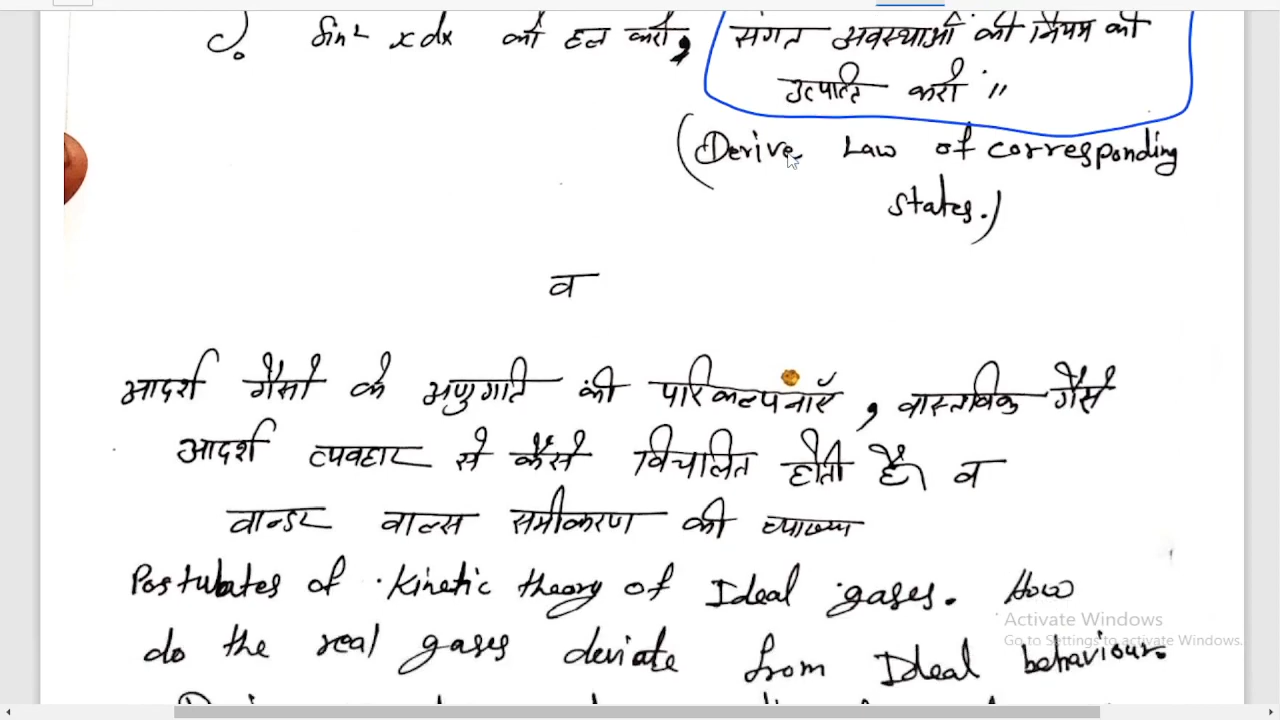 Sin² x dx को हल करो, संगत अवस्थाओं की नियम को
उत्पत्ति करो ॥
(Derive Law of corresponding
states.)
व
आदर्श गैसों के अणुगति की परिकल्पनाएँ, वास्तविक गैसे
आदर्श व्यवहार से कैसे विचलित होती है। व
वान्डर वाल्स समीकरण की व्याख्या
Postulates of Kinetic theory of Ideal gases. How
do the real gases deviate from Ideal behaviour.
Activate Windows
Go to Settings to activate Windows.